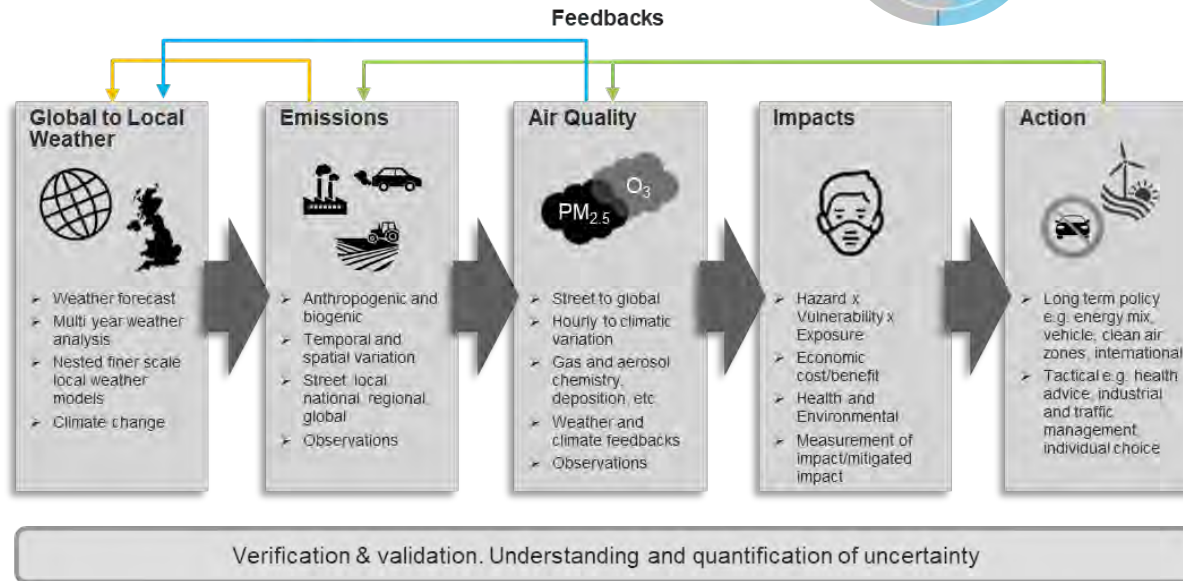 Feedbacks
Global to Local
Weather
➢ Weather forecast
➢ Multi year weather
analysis
➢ Nested finer scale
local weather
models
➢ Climate change
Emissions
➢ Anthropogenic and
biogenic
➢ Temporal and
spatial variation
➢ Street, local,
national, regional,
global
➢ Observations
Air Quality
O3
PM2.5
➢ Street to global
➢ Hourly to climatic
variation
➢ Gas and aerosol
chemistry,
deposition, etc
➢ Weather and
climate feedbacks
➢ Observations
Impacts
➢ Hazard x
Vulnerability x
Exposure
➢ Economic
cost/benefit
➢ Health and
Environmental
➢ Measurement of
impact/mitigated
impact
Action
➢ Long term policy
e.g. energy mix,
vehicle, clean air
zones, international
➢ Tactical e.g. health
advice, industrial
and traffic
management,
individual choice
Verification & validation. Understanding and quantification of uncertainty